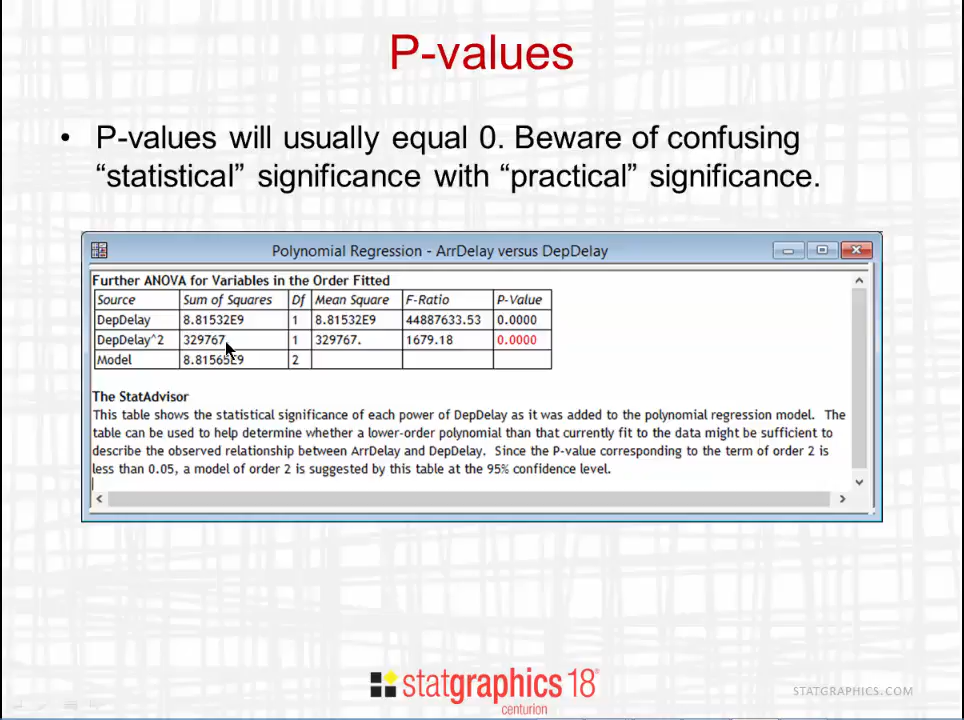 P-values
• P-values will usually equal 0. Beware of confusing
“statistical” significance with “practical” significance.
Polynomial Regression - ArrDelay versus DepDelay
Further ANOVA for Variables in the Order Fitted
Source Sum of Squares Df Mean Square F-Ratio P-Value
DepDelay 8.81532E9 1 8.81532E9 44887633.53 0.0000
DepDelay^2 329767. 1 329767. 1679.18 0.0000
Model 8.81565E9 2
The StatAdvisor
This table shows the statistical significance of each power of DepDelay as it was added to the polynomial regression model. The
table can be used to help determine whether a lower-order polynomial than that currently fit to the data might be sufficient to
describe the observed relationship between ArrDelay and DepDelay. Since the P-value corresponding to the term of order 2 is
less than 0.05, a model of order 2 is suggested by this table at the 95% confidence level.
statgraphics 18®
centurion
STATGRAPHICS.COM